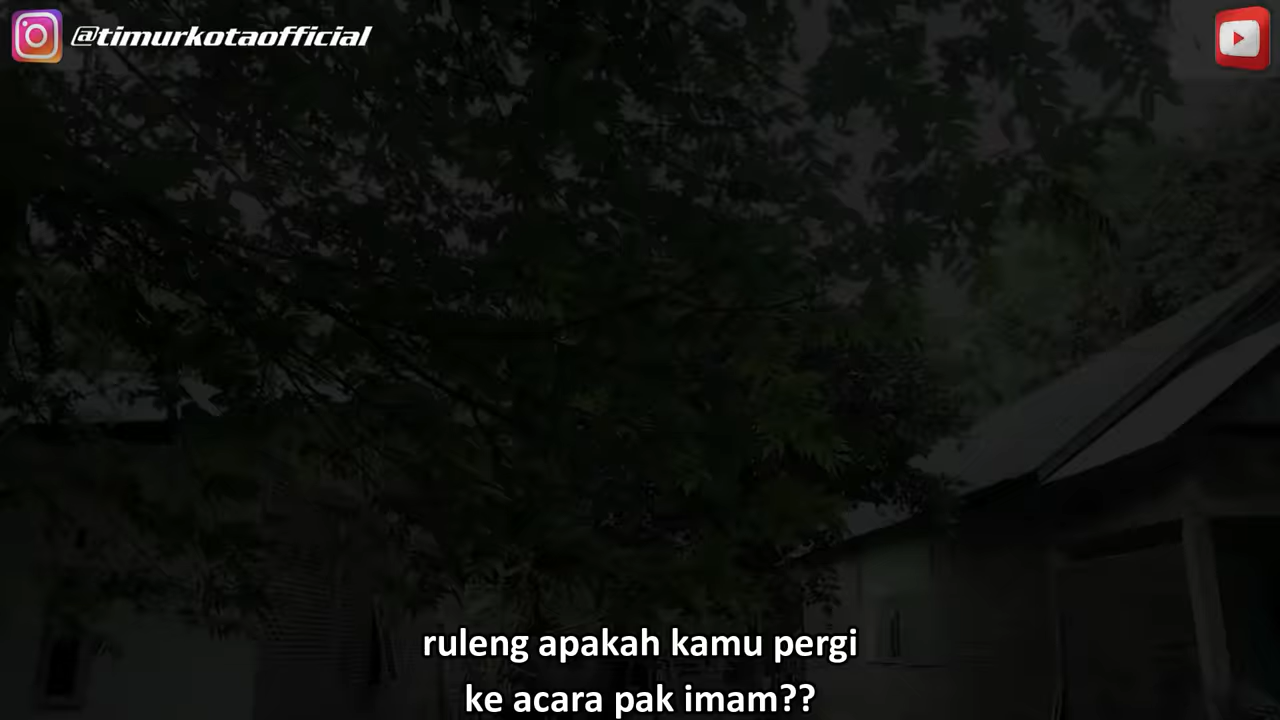 @timurkotaofficial
ruleng apakah kamu pergi
ke acara pak imam??